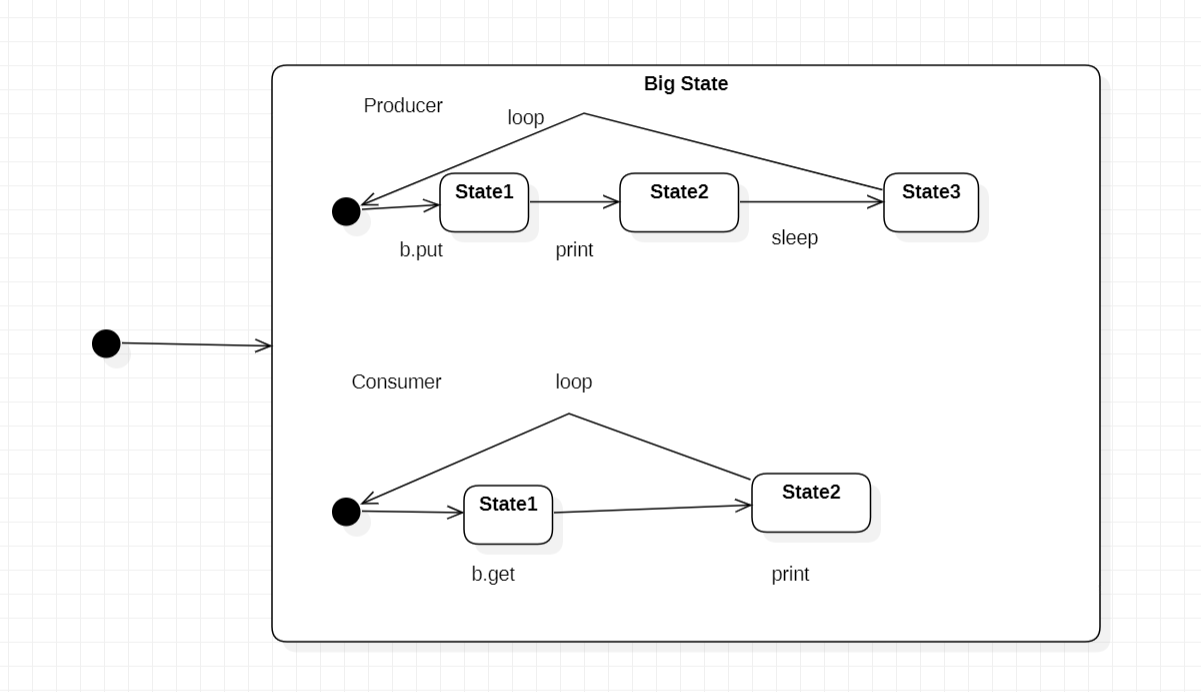 Big State
Producer
loop
State1
State2
State3
b.put
print
sleep
Consumer
loop
State1
State2
b.get
print